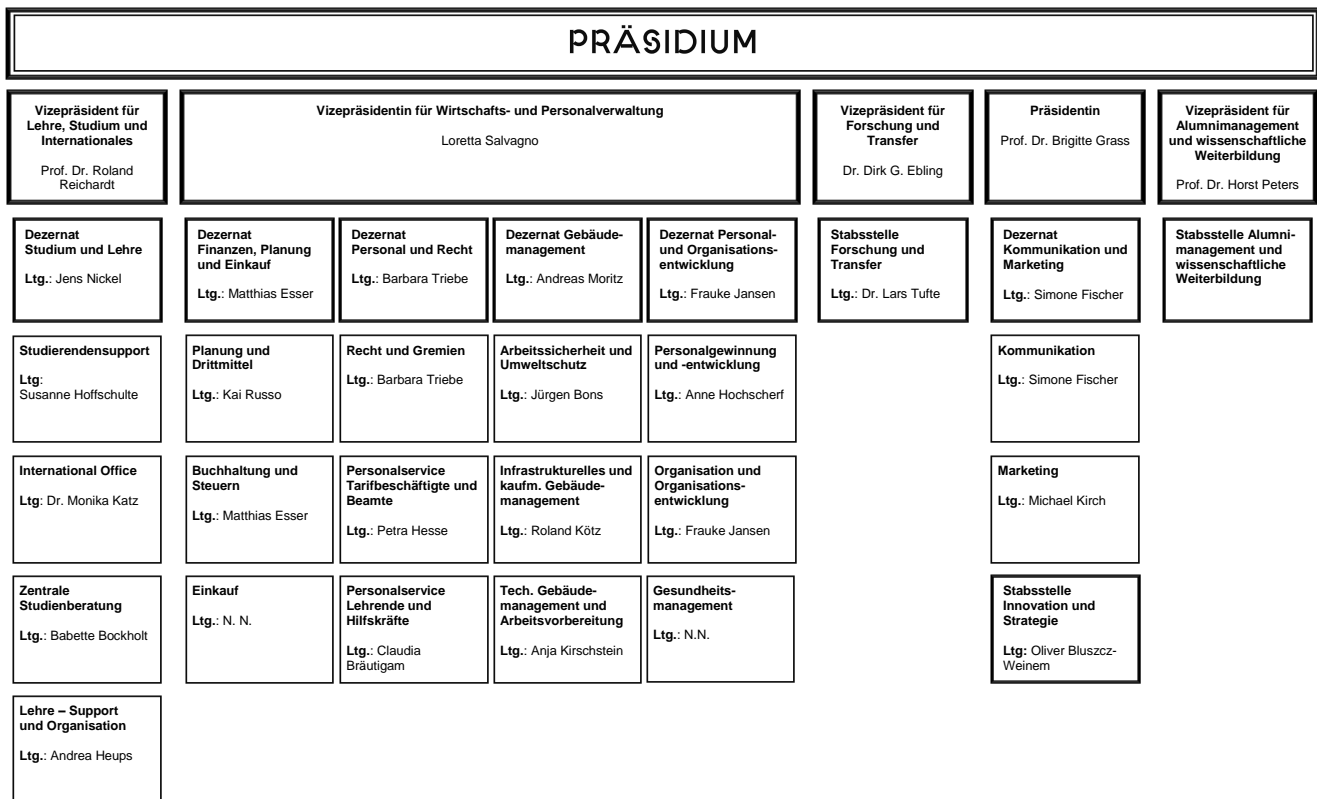 PRÄSIDIUM
Vizepräsident für
Lehre, Studium und
Internationales
Prof. Dr. Roland
Reichardt
Vizepräsidentin für Wirtschafts- und Personalverwaltung
Loretta Salvagno
Vizepräsident für
Forschung und
Transfer
Dr. Dirk G. Ebling
Präsidentin
Prof. Dr. Brigitte Grass
Vizepräsident für
Alumnimanagement
und wissenschaftliche
Weiterbildung
Prof. Dr. Horst Peters
Dezernat
Studium und Lehre
Ltg.: Jens Nickel
Dezernat
Finanzen, Planung
und Einkauf
Ltg.: Matthias Esser
Dezernat
Personal und Recht
Ltg.: Barbara Triebe
Dezernat Gebäude-
management
Ltg.: Andreas Moritz
Dezernat Personal-
und Organisations-
entwicklung
Ltg.: Frauke Jansen
Stabsstelle
Forschung und
Transfer
Ltg.: Dr. Lars Tufte
Dezernat
Kommunikation und
Marketing
Ltg.: Simone Fischer
Stabsstelle Alumni-
management und
wissenschaftliche
Weiterbildung
Studierendensupport
Ltg:
Susanne Hoffschulte
Planung und
Drittmittel
Ltg.: Kai Russo
Recht und Gremien
Ltg.: Barbara Triebe
Arbeitssicherheit und
Umweltschutz
Ltg.: Jürgen Bons
Personalgewinnung
und -entwicklung
Ltg.: Anne Hochscherf
Kommunikation
Ltg.: Simone Fischer
International Office
Ltg: Dr. Monika Katz
Buchhaltung und
Steuern
Ltg.: Matthias Esser
Personalservice
Tarifbeschäftigte und
Beamte
Ltg.: Petra Hesse
Infrastrukturelles und
kaufm. Gebäude-
management
Ltg.: Roland Kötz
Organisation und
Organisations-
entwicklung
Ltg.: Frauke Jansen
Marketing
Ltg.: Michael Kirch
Zentrale
Studienberatung
Ltg.: Babette Bockholt
Einkauf
Ltg.: N. N.
Personalservice
Lehrende und
Hilfskräfte
Ltg.: Claudia
Bräutigam
Tech. Gebäude-
management und
Arbeitsvorbereitung
Ltg.: Anja Kirschstein
Gesundheits-
management
Ltg.: N.N.
Stabsstelle
Innovation und
Strategie
Ltg: Oliver Bluszcz-
Weinem
Lehre – Support
und Organisation
Ltg.: Andrea Heups